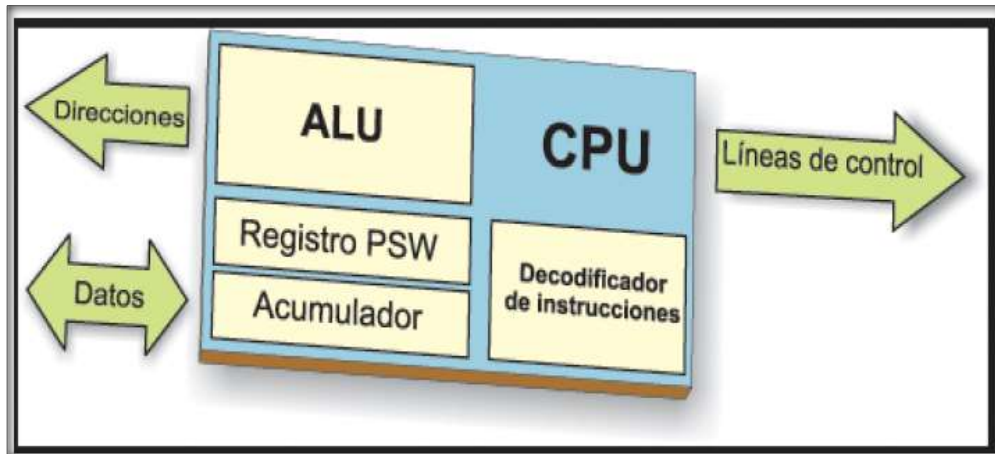 Direcciones
ALU
CPU
Líneas de control
Registro PSW
Datos
Acumulador
Decodificador
de instrucciones